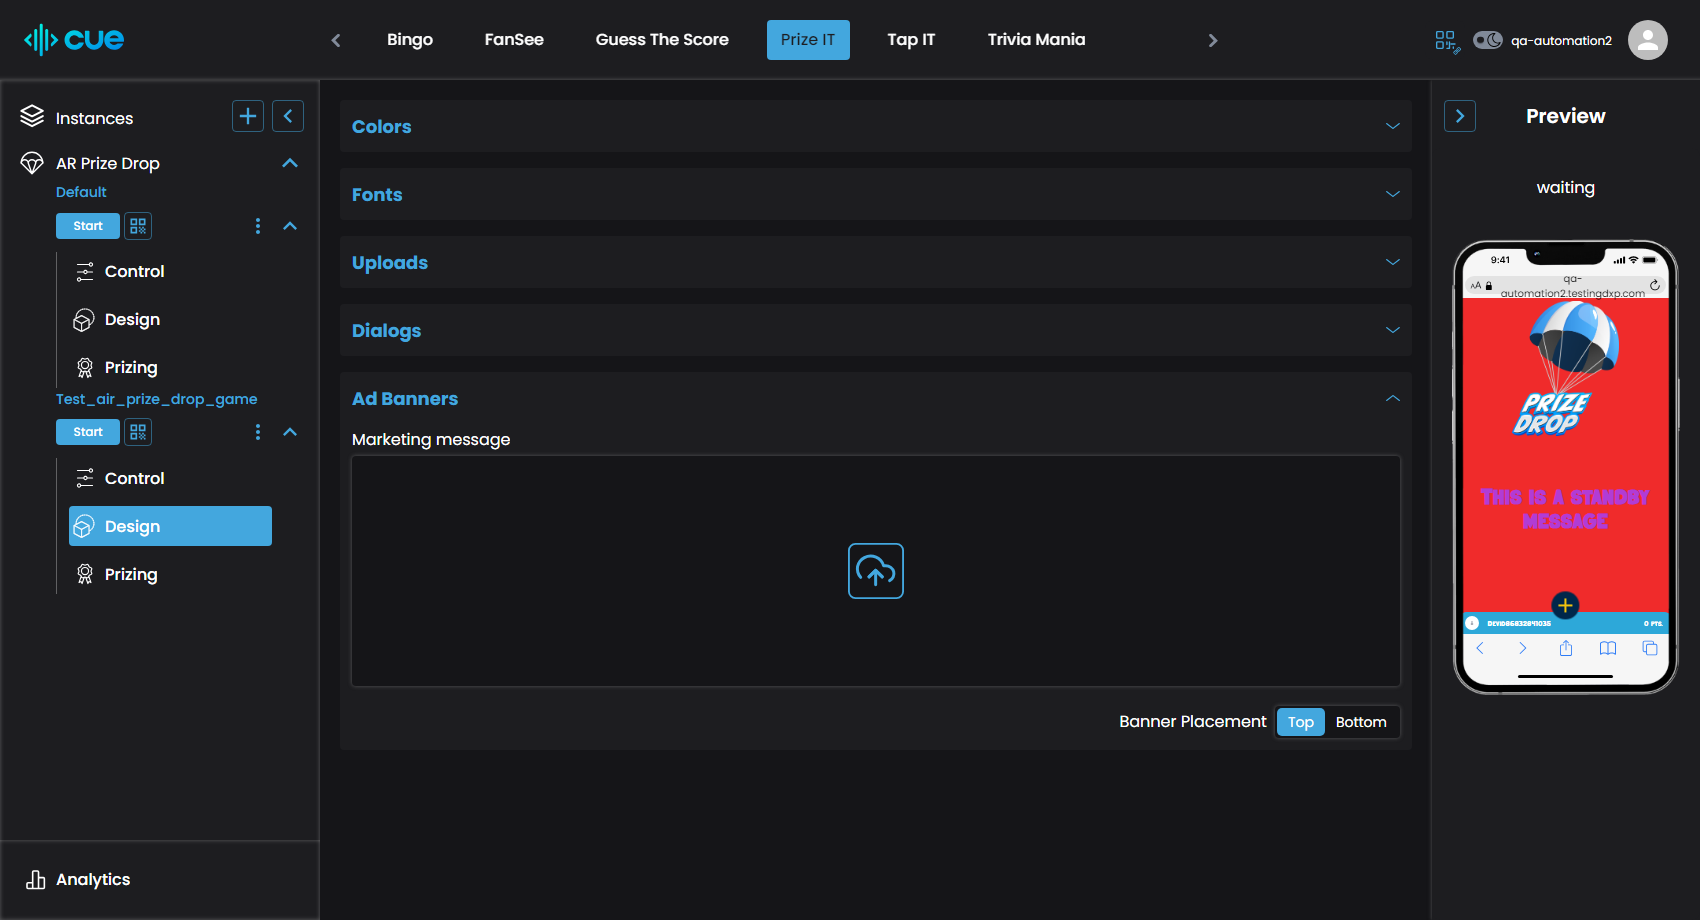 cue
Bingo
FanSee
Guess The Score
Prize IT
Tap IT
Trivia Mania
qa-automation2
Instances
AR Prize Drop
Default
Start
Control
Design
Prizing
Test_air_prize_drop_game
Start
Control
Design
Prizing
Analytics
Colors
Fonts
Uploads
Dialogs
Ad Banners
Marketing message
Banner Placement
Top
Bottom
Preview
waiting
9:41
AA
qa-
automation2.testingdxp.com
PRIZE
DROP
This is a standby
message
0 PTS.